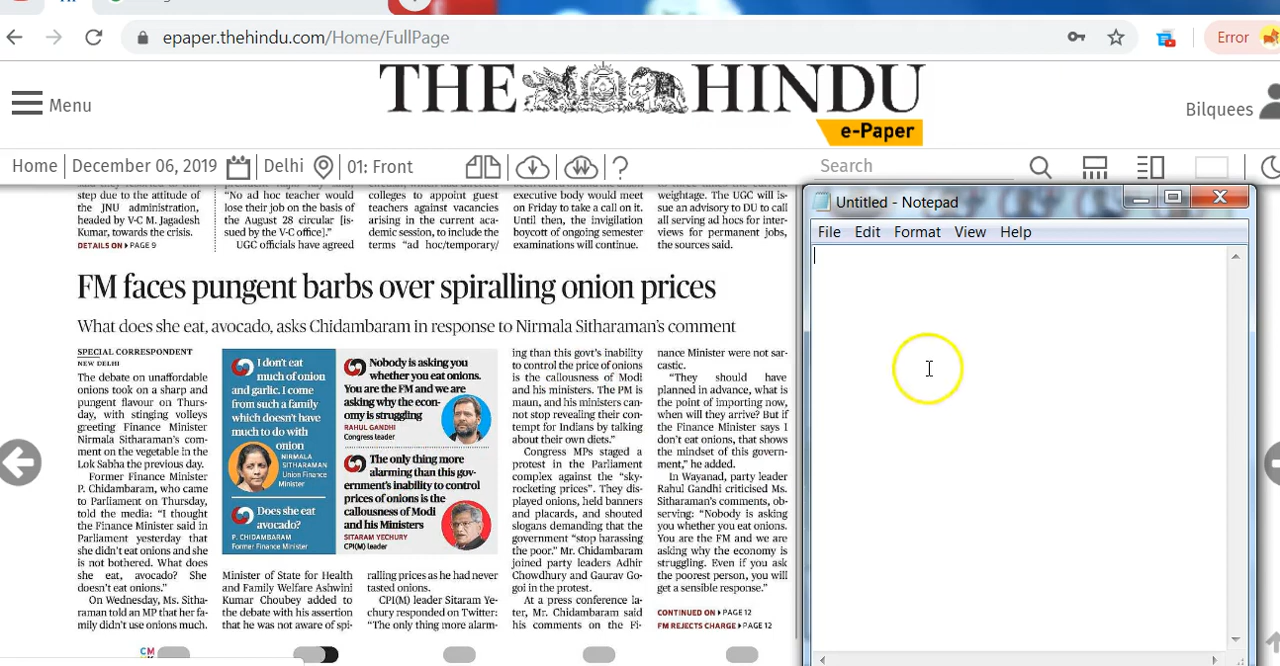 epaper.thehindu.com/Home/FullPage
Error
Menu
THE HINDU
e-Paper
Bilquees
Home
December 06, 2019
Delhi
01: Front
Search
step due to the attitude of
the JNU administration,
headed by V-C M. Jagadesh
Kumar, towards the crisis.
DETAILS ON PAGE 9
"No ad hoc teacher would
lose their job on the basis of
the August 28 circular [is-
sued by the V-C office]."
UGC officials have agreed
colleges to appoint guest
teachers against vacancies
arising in the current aca-
demic session, to include the
terms "ad hoc/temporary/
executive body would meet
on Friday to take a call on it.
Until then, the invigilation
boycott of ongoing semester
examinations will continue.
weightage. The UGC will is-
sue an advisory to DU to call
all serving ad hocs for inter-
views for permanent jobs,
the sources said.
FM faces pungent barbs over spiralling onion prices
What does she eat, avocado, asks Chidambaram in response to Nirmala Sitharaman's comment
SPECIAL CORRESPONDENT
NEW DELHI
The debate on unaffordable
onions took on a sharp and
pungent flavour on Thurs-
day, with stinging volleys
greeting Finance Minister
Nirmala Sitharaman's com-
ment on the vegetable in the
Lok Sabha the previous day.
Former Finance Minister
P. Chidambaram, who came
to Parliament on Thursday,
told the media: "I thought
the Finance Minister said in
Parliament yesterday that
she didn't eat onions and she
is not bothered. What does
she eat, avocado? She
doesn't eat onions."
On Wednesday, Ms. Sitha-
raman told an MP that her fa-
mily didn't use onions much.
I don't eat
much of onion
and garlic. I come
from such a family
which doesn't have
much to do with
onion
NIRMALA
SITHARAMAN
Union Finance
Minister
Does she eat
avocado?
P. CHIDAMBARAM
Former Finance Minister
Nobody is asking you
whether you eat onions.
You are the FM and we are
asking why the econ-
omy is struggling
RAHUL GANDHI
Congress leader
The only thing more
alarming than this gov-
ernment's inability to control
prices of onions is the
callousness of Modi
and his Ministers
SITARAM YECHURY
CPI(M) leader
Minister of State for Health
and Family Welfare Ashwini
Kumar Choubey added to
the debate with his assertion
that he was not aware of spi-
ralling prices as he had never
tasted onions.
CPI(M) leader Sitaram Ye-
chury responded on Twitter:
"The only thing more alarm-
ing than this govt's inability
to control the price of onions
is the callousness of Modi
and his ministers. The PM is
maun, and his ministers can-
not stop revealing their con-
tempt for Indians by talking
about their own diets."
Congress MPs staged a
protest in the Parliament
complex against the "sky-
rocketing prices". They dis-
played onions, held banners
and placards, and shouted
slogans demanding that the
government "stop harassing
the poor." Mr. Chidambaram
joined party leaders Adhir
Chowdhury and Gaurav Go-
goi in the protest.
At a press conference la-
ter, Mr. Chidambaram said
his comments on the Fi-
nance Minister were not sar-
castic.
"They should have
planned in advance, what is
the point of importing now,
when will they arrive? But if
the Finance Minister says I
don't eat onions, that shows
the mindset of this govern-
ment," he added.
In Wayanad, party leader
Rahul Gandhi criticised Ms.
Sitharaman's comments, ob-
serving: "Nobody is asking
you whether you eat onions.
You are the FM and we are
asking why the economy is
struggling. Even if you ask
the poorest person, you will
get a sensible response."
CONTINUED ON PAGE 12
FM REJECTS CHARGE PAGE 12
CM
Untitled - Notepad
File Edit Format View Help